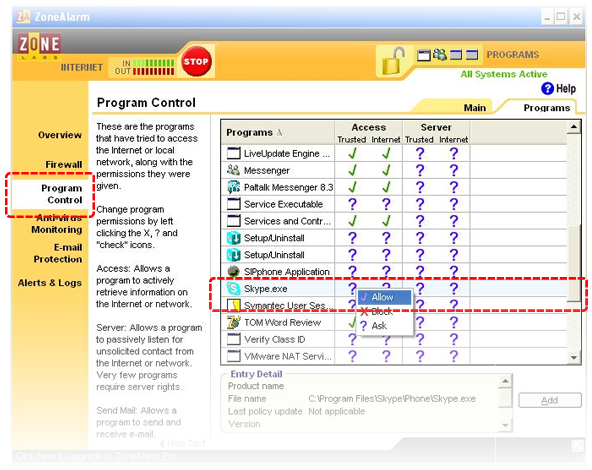 ZA ZoneAlarm
ZONE
LABS
INTERNET
IN
OUT
STOP
PROGRAMS
All Systems Active
? Help
Program Control
Main
Programs
Overview
Firewall
Program
Control
Anti-virus
Monitoring
E-mail
Protection
Alerts & Logs
These are the programs
that have tried to access
the Internet or local
network, along with the
permissions they were
given.
Change program
permissions by left
clicking the X, ? and
"check" icons.
Access: Allows a
program to actively
retrieve information on
the Internet or network.
Server: Allows a program
to passively listen for
unsolicited contact from
the Internet or network.
Very few programs
require server rights.
Send Mail: Allows a
program to send and
receive e-mail.
Hide Text
Programs
Access
Server
Trusted Internet Trusted Internet
LiveUpdate Engine ... √ √ ? ?
Messenger √ √ ? ?
Paltalk Messenger 8.3 √ √ ? ?
Service Executable ? ? ? ?
Services and Contr... √ √ ? ?
Setup/Uninstall ? ? ? ?
Setup/Uninstall ? ? ? ?
SIPphone Application ? ? ? ?
Skype.exe ? ? ? ?
Symantec User Ses... ? ?
TOM Word Review √ ? ?
Verify Class ID ? ? ? ?
VMware NAT Servi... ? ? ? ?
√ Allow
X Block
? Ask
Entry Detail
Product name
File name C:\Program Files\Skype\Phone\Skype.exe
Last policy update Not applicable
Version
Add
Click here to upgrade to ZoneAlarm Pro.